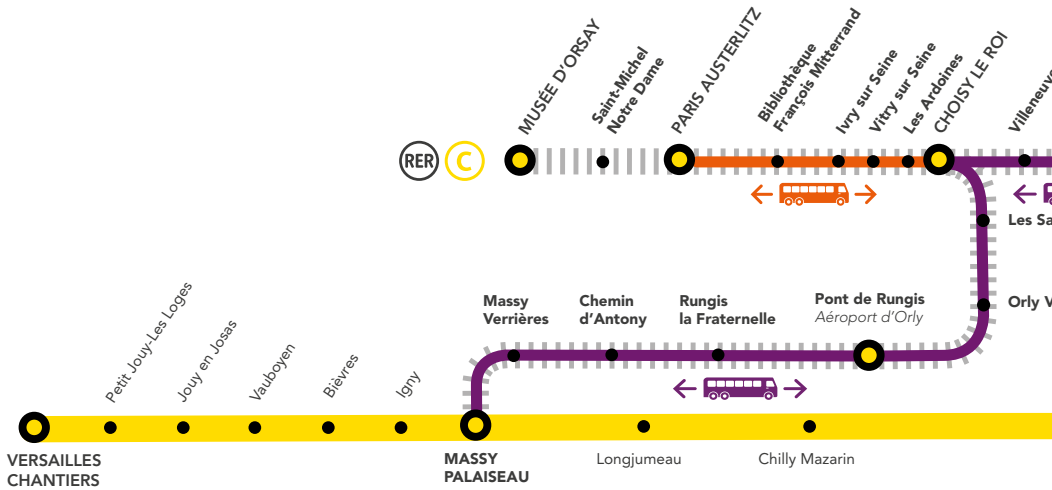 MUSÉE D'ORSAY
Saint-Michel
Notre Dame
PARIS AUSTERLITZ
Bibliothèque
François Mitterrand
Ivry sur Seine
Vitry sur Seine
Les Ardoines
CHOISY LE ROI
Villeneuve
RER C
Les Sa
Orly V
Massy
Verrières
Chemin
d'Antony
Rungis
la Fraternelle
Pont de Rungis
Aéroport d'Orly
Petit Jouy-Les Loges
Jouy en Josas
Vauboyen
Bièvres
Igny
VERSAILLES
CHANTIERS
MASSY
PALAISEAU
Longjumeau
Chilly Mazarin